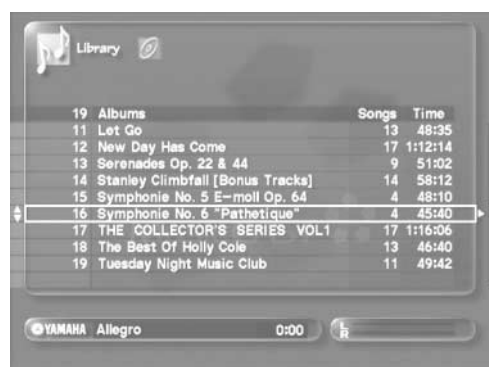 Library
19 Albums Songs Time
11 Let Go 13 48:35
12 New Day Has Come 17 1:12:14
13 Serenades Op. 22 & 44 9 51:02
14 Stanley Climbfall [Bonus Tracks] 14 58:12
15 Symphonie No. 5 E-moll Op. 64 4 48:10
16 Symphonie No. 6 "Pathetique" 4 45:40
17 THE COLLECTOR'S SERIES VOL1 17 1:16:06
18 The Best Of Holly Cole 13 46:40
19 Tuesday Night Music Club 11 49:42
YAMAHA Allegro 0:00 L
R